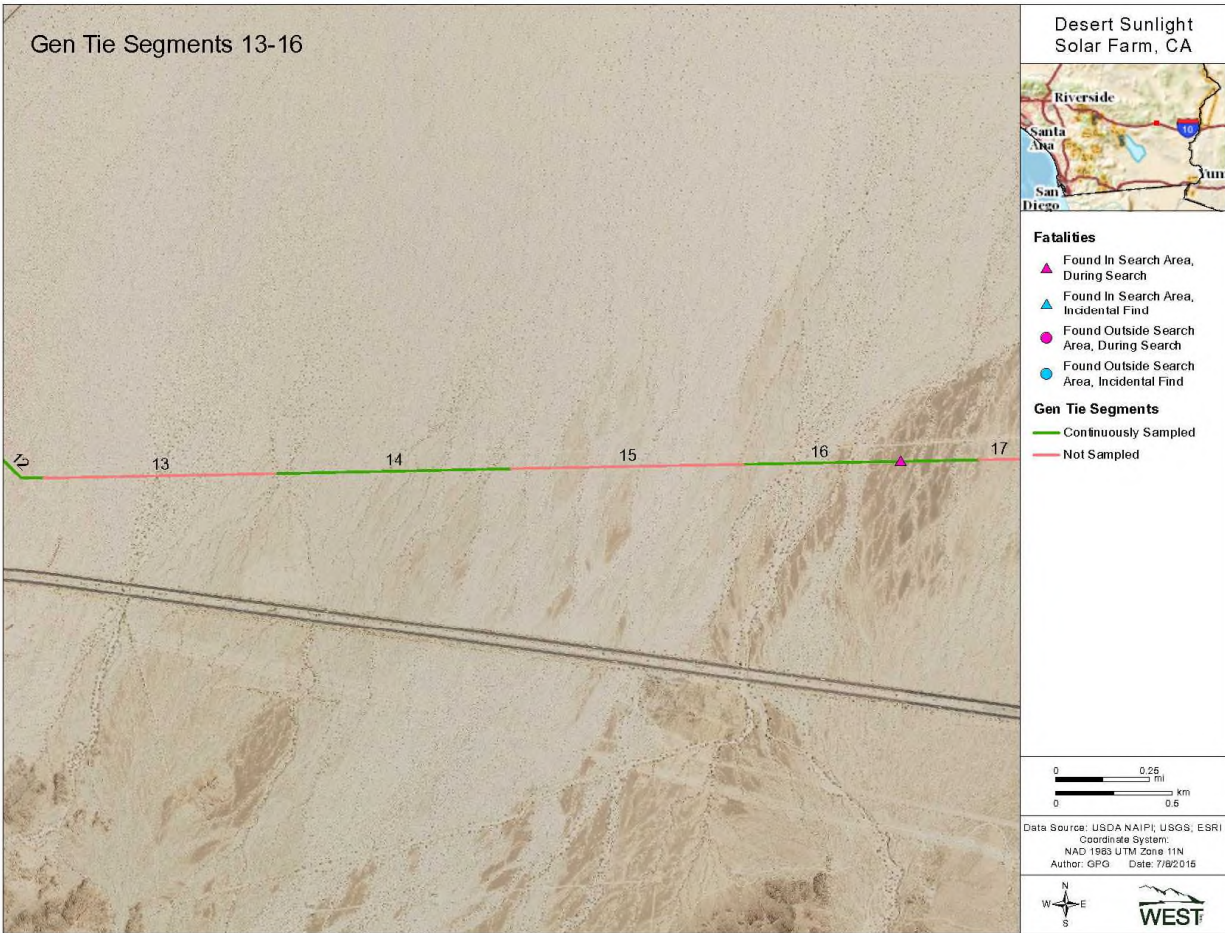 Gen Tie Segments 13-16
12
13
14
15
16
17
Desert Sunlight
Solar Farm, CA
Riverside
Santa
Ana
10
San
Diego
Yum
Fatalities
Found In Search Area,
During Search
Found In Search Area,
Incidental Find
Found Outside Search
Area, During Search
Found Outside Search
Area, Incidental Find
Gen Tie Segments
Continuously Sampled
Not Sampled
0 0.25
mi
km
0 0.5
Data Source: USDA NAIPI; USGS; ESRI
Coordinate System:
NAD 1983 UTM Zone 11N
Author: GPG Date: 7/8/2015
N
W E
S
WEST